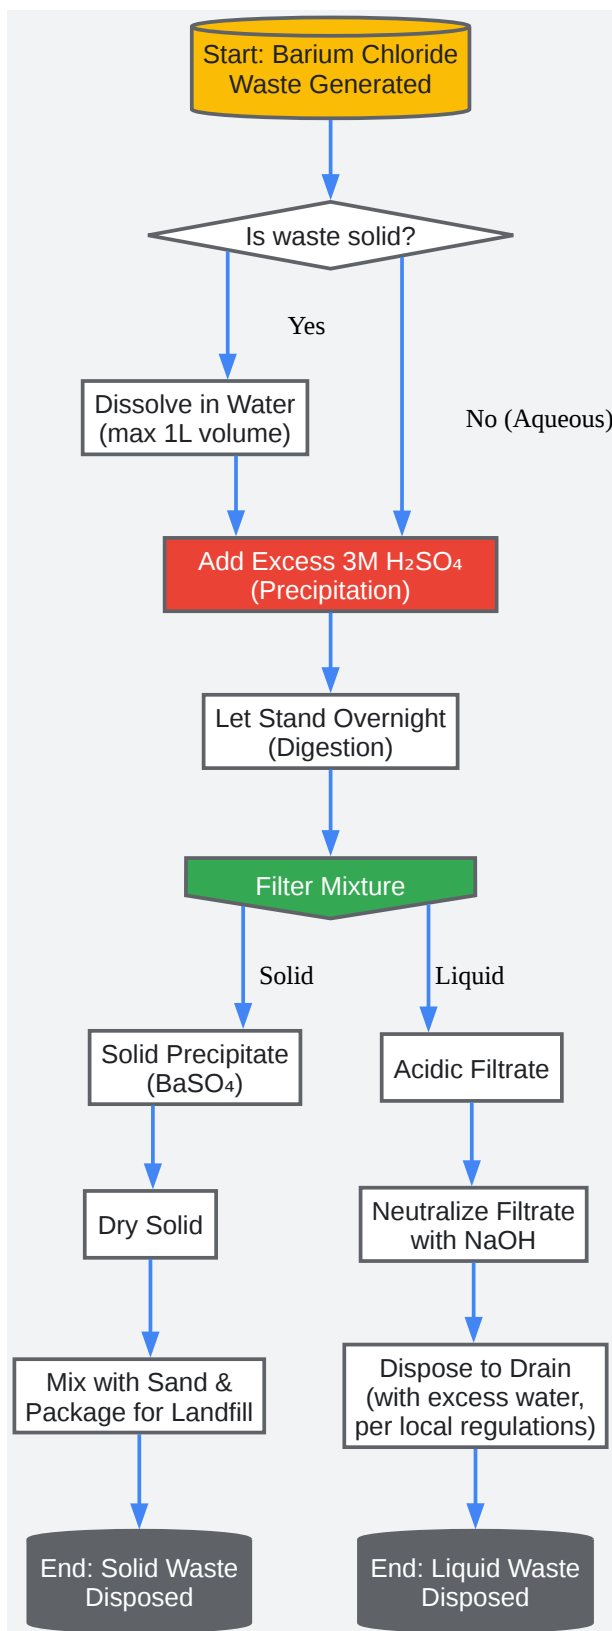 Start: Barium Chloride
Waste Generated
Is waste solid?
Yes
Dissolve in Water
(max 1L volume)
No (Aqueous)
Add Excess 3M H₂SO₄
(Precipitation)
Let Stand Overnight
(Digestion)
Filter Mixture
Solid
Liquid
Solid Precipitate
(BaSO₄)
Acidic Filtrate
Dry Solid
Neutralize Filtrate
with NaOH
Mix with Sand &
Package for Landfill
Dispose to Drain
(with excess water,
per local regulations)
End: Solid Waste
Disposed
End: Liquid Waste
Disposed